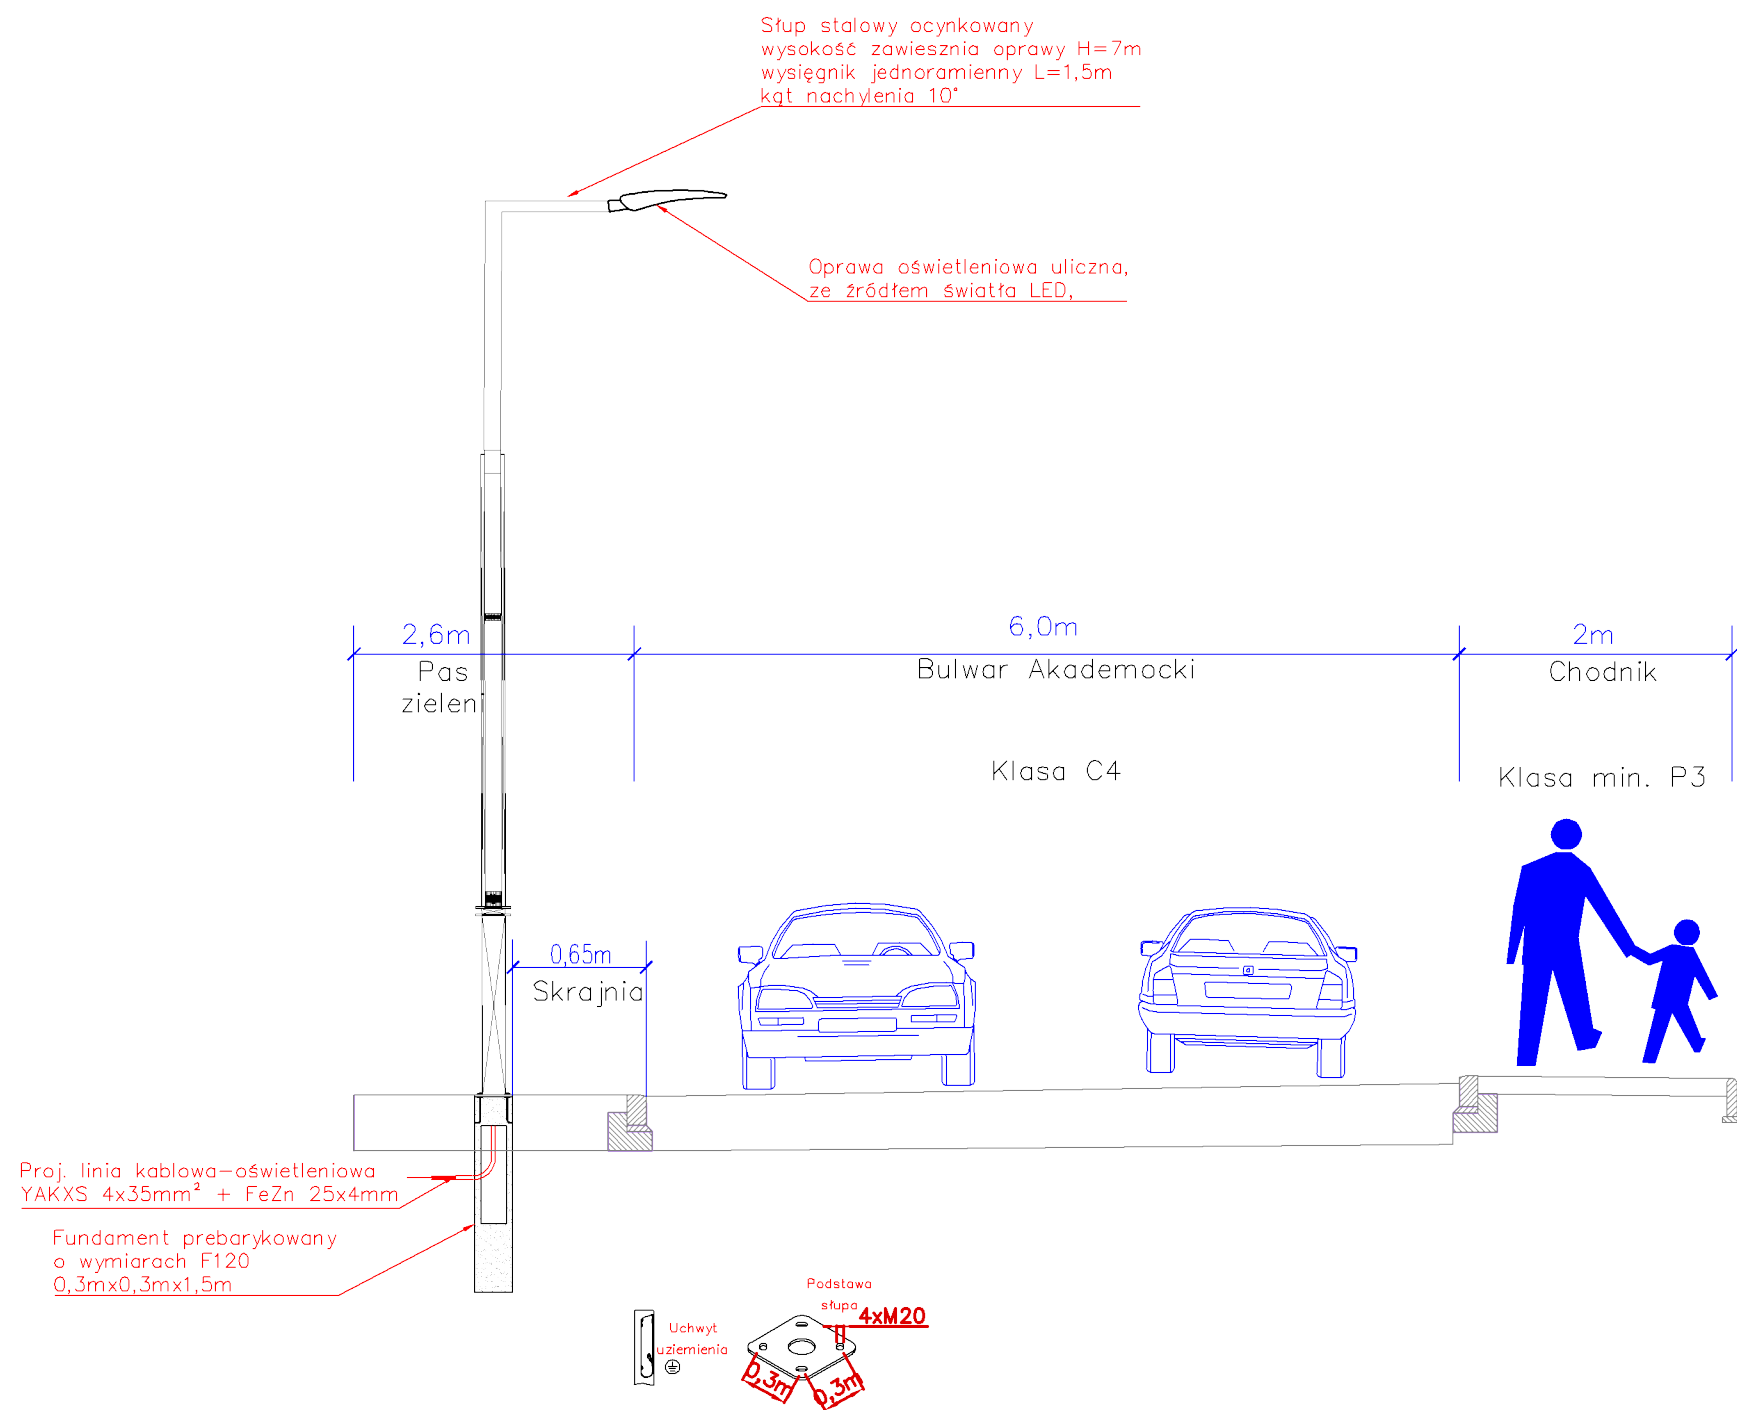 Słup stalowy ocynkowany
wysokość zawiesznia oprawy H=7m
wysięgnik jednoramienny L=1,5m
kąt nachylenia 10°
Oprawa oświetleniowa uliczna,
ze źródłem światła LED,
2,6m
6,0m
2m
Pas
zieleni
Bulwar Akademocki
Chodnik
Klasa C4
Klasa min. P3
0,65m
Skrajnia
Proj. linia kablowa-oświetleniowa
YAKXS 4x35mm² + FeZn 25x4mm
Fundament prebarykowany
o wymiarach F120
0,3mx0,3mx1,5m
Podstawa
słupa
4xM20
Uchwyt
uziemienia
0,3m
0,3m